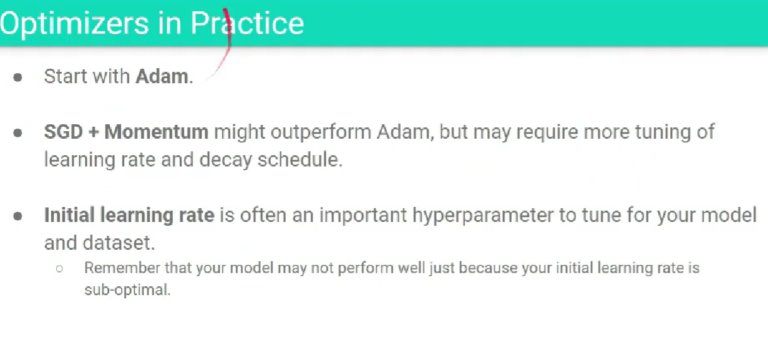 Optimizers in Practice
● Start with Adam.
● SGD + Momentum might outperform Adam, but may require more tuning of
learning rate and decay schedule.
● Initial learning rate is often an important hyperparameter to tune for your model
and dataset.
○ Remember that your model may not perform well just because your initial learning rate is
sub-optimal.